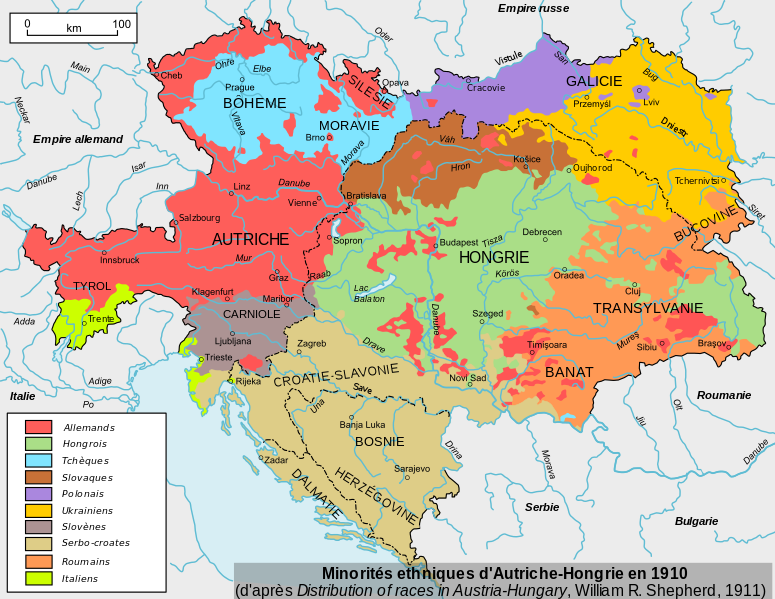 Empire russe
0 100
km
Oder
Vistule
San
Main
Cheb
Ohře
Elbe
Opava
SILESIE
Cracovie
GALICIE
Bug
Prague
BOHEME
Vltava
Przemyśl
Lviv
Neckar
MORAVIE
Dniestr
Empire allemand
Brno
Morava
Váh
Hron
Košice
Oujhorod
Tchernivtsi
Isar
Danube
Inn
Lech
Linz
Danube
Vienne
Bratislava
Siret
Salzbourg
BUCOVINE
AUTRICHE
Sopron
Budapest
Tisza
Debrecen
Innsbruck
Mur
HONGRIE
Körös
Oradea
TYROL
Graz
Raab
Lac
Balaton
Cluj
Klagenfurt
Maribor
TRANSYLVANIE
Adda
Trente
CARNIOLE
Danube
Szeged
Ljubljana
Zagreb
Drave
Timișoara
Mureș
Sibiu
Brașov
Trieste
BANAT
Adige
Rijeka
CROATIE-SLAVONIE
Novi Sad
Save
Italie
Po
Una
Roumanie
Olt
Jiu
Banja Luka
BOSNIE
Drina
Danube
Morava
Zadar
Sarajevo
HERZÉGOVINE
DALMATIE
Serbie
Bulgarie
Allemands
Hongrois
Tchèques
Slovaques
Polonais
Ukrainiens
Slovènes
Serbo-croates
Roumains
Italiens
Minorités ethniques d'Autriche-Hongrie en 1910
(d'après Distribution of races in Austria-Hungary, William R. Shepherd, 1911)